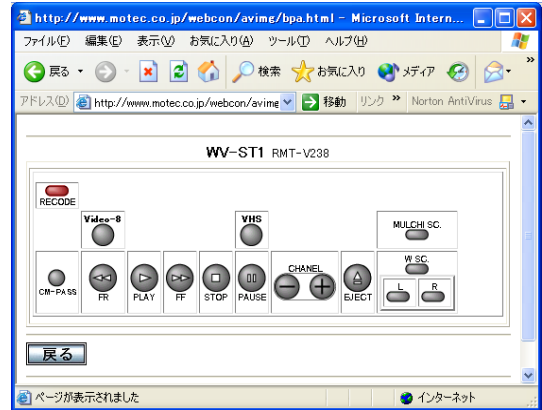 http://www.motec.co.jp/webcon/avimg/bpa.html - Microsoft Intern...
ファイル(F) 編集(E) 表示(V) お気に入り(A) ツール(T) ヘルプ(H)
戻る 検索 お気に入り メディア »
アドレス(D) http://www.motec.co.jp/webcon/avimg 移動 リンク » Norton AntiVirus
WV-ST1 RMT-V238
RECODE
Video-8 VHS MULCHI SC.
CM-PASS FR PLAY FF STOP PAUSE CHANEL EJECT W SC.
L R
戻る
ページが表示されました インターネット